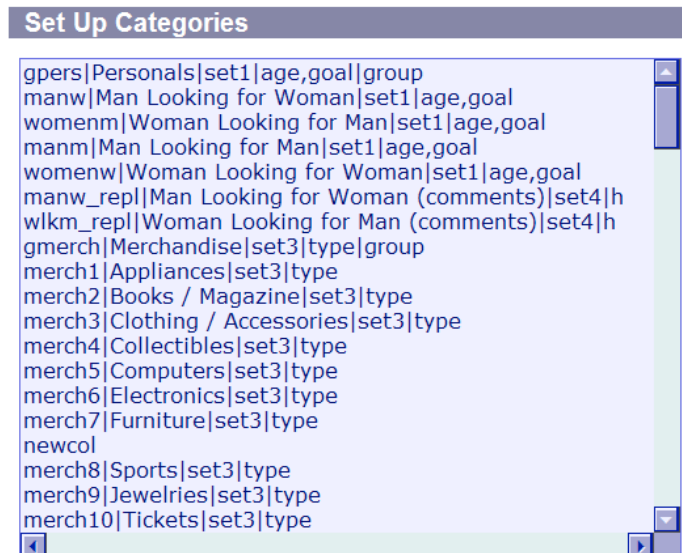 Set Up Categories
gpers|Personals|set1|age,goal|group
manw|Man Looking for Woman|set1|age,goal
womenm|Woman Looking for Man|set1|age,goal
manm|Man Looking for Man|set1|age,goal
womenw|Woman Looking for Woman|set1|age,goal
manw_repl|Man Looking for Woman (comments)|set4|h
wlkm_repl|Woman Looking for Man (comments)|set4|h
gmerch|Merchandise|set3|type|group
merch1|Appliances|set3|type
merch2|Books / Magazine|set3|type
merch3|Clothing / Accessories|set3|type
merch4|Collectibles|set3|type
merch5|Computers|set3|type
merch6|Electronics|set3|type
merch7|Furniture|set3|type
newcol
merch8|Sports|set3|type
merch9|Jewelries|set3|type
merch10|Tickets|set3|type